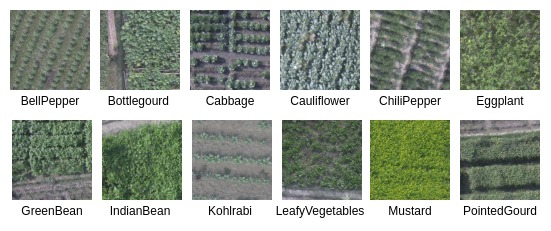 BellPepper Bottlegourd Cabbage Cauliflower ChiliPepper Eggplant
GreenBean IndianBean Kohlrabi LeafyVegetables Mustard PointedGourd